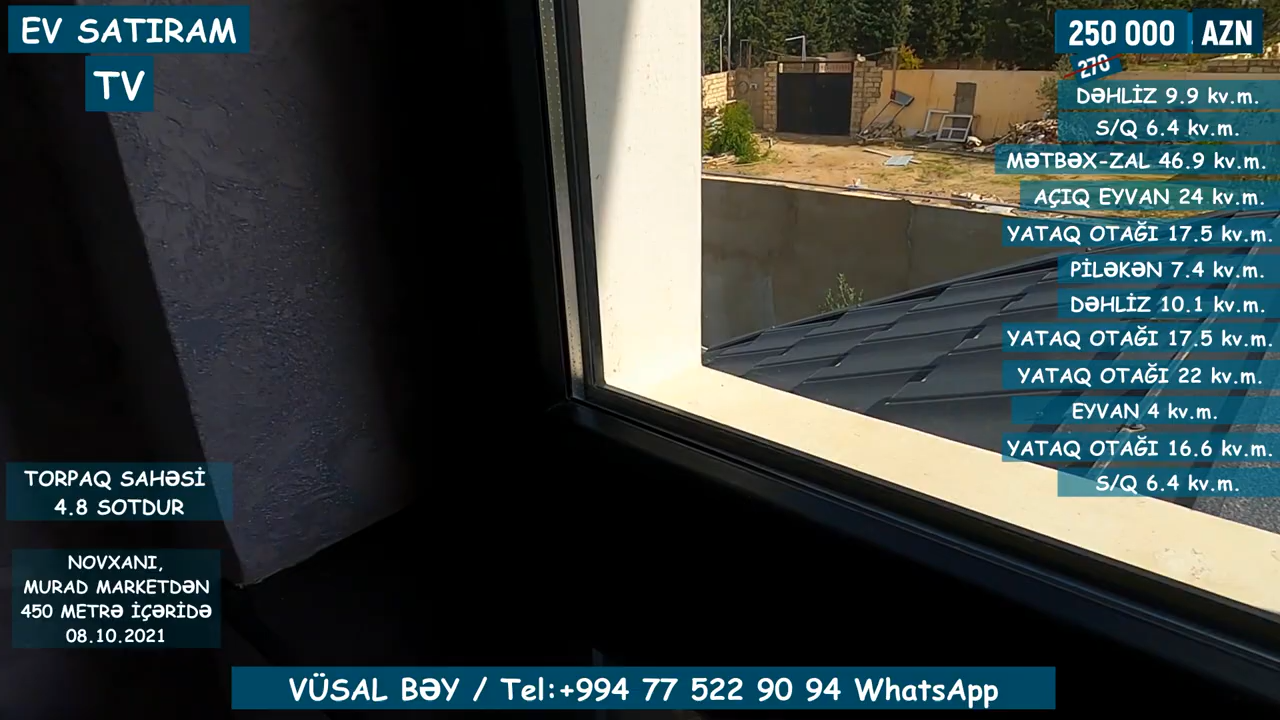 EV SATIRAM
TV
250 000 AZN
270
DƏHLİZ 9.9 kv.m.
S/Q 6.4 kv.m.
MƏTBƏX-ZAL 46.9 kv.m.
AÇIQ EYVAN 24 kv.m.
YATAQ OTAĞI 17.5 kv.m.
PİLƏKƏN 7.4 kv.m.
DƏHLİZ 10.1 kv.m.
YATAQ OTAĞI 17.5 kv.m.
YATAQ OTAĞI 22 kv.m.
EYVAN 4 kv.m.
YATAQ OTAĞI 16.6 kv.m.
S/Q 6.4 kv.m.
TORPAQ SAHƏSİ
4.8 SOTDUR
NOVXANI,
MURAD MARKETDƏN
450 METRƏ İÇƏRİDƏ
08.10.2021
VÜSAL BƏY / Tel:+994 77 522 90 94 WhatsApp